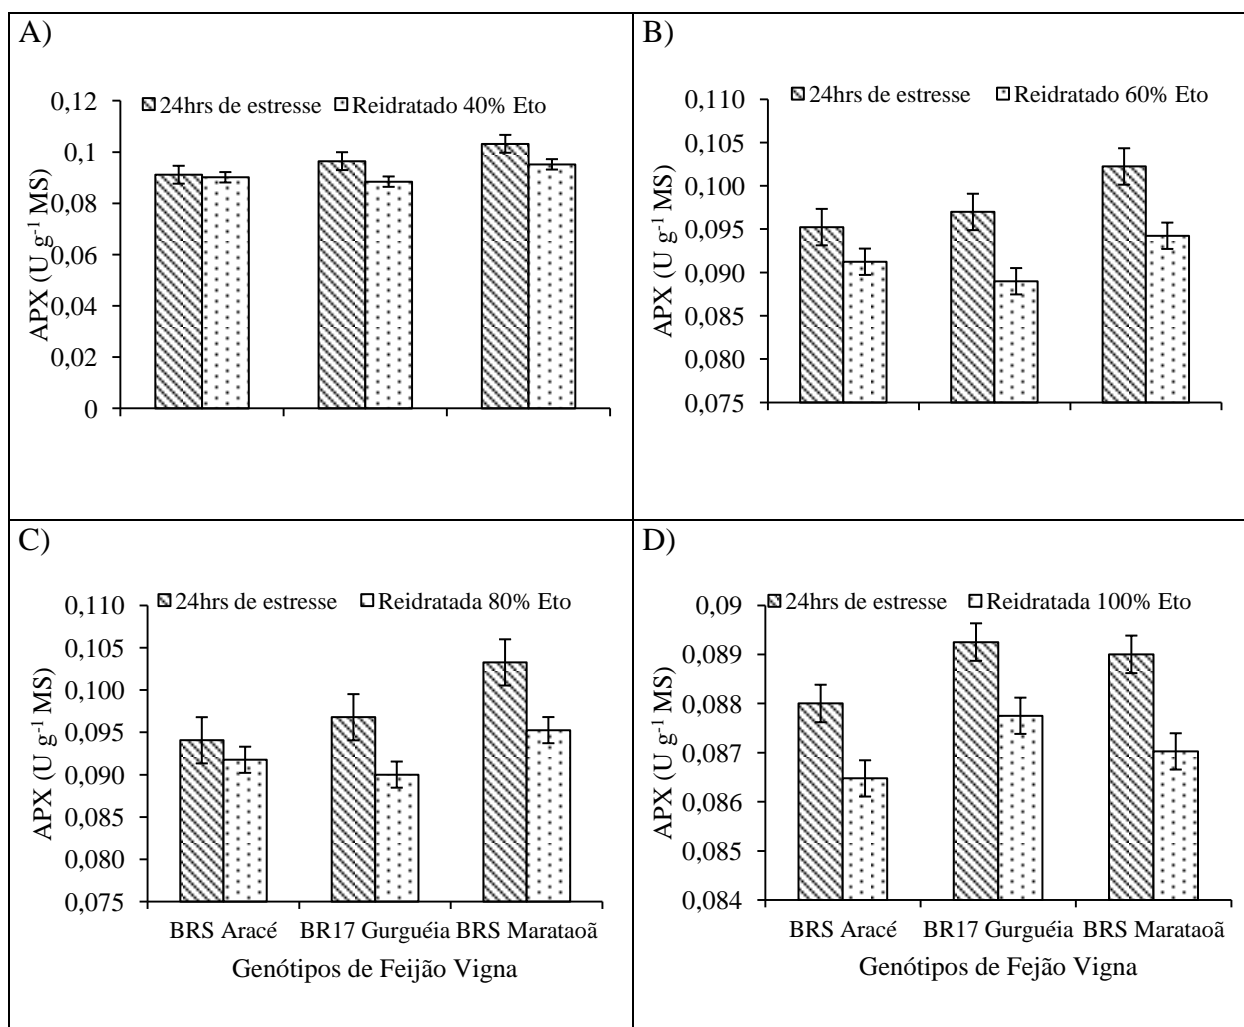 A)
24hrs de estresse
Reidratado 40% Eto
0,12
0,1
0,08
0,06
0,04
0,02
0
APX (U g⁻¹ MS)
B)
24hrs de estresse
Reidratado 60% Eto
0,110
0,105
0,100
0,095
0,090
0,085
0,080
0,075
APX (U g⁻¹ MS)
C)
24hrs de estresse
Reidratada 80% Eto
0,110
0,105
0,100
0,095
0,090
0,085
0,080
0,075
APX (U g⁻¹ MS)
BRS Aracé
BR17 Gurguéia
BRS Marataoã
Genótipos de Feijão Vigna
D)
24hrs de estresse
Reidratada 100% Eto
0,09
0,089
0,088
0,087
0,086
0,085
0,084
APX (U g⁻¹ MS)
BRS Aracé
BR17 Gurguéia
BRS Marataoã
Genótipos de Feijão Vigna